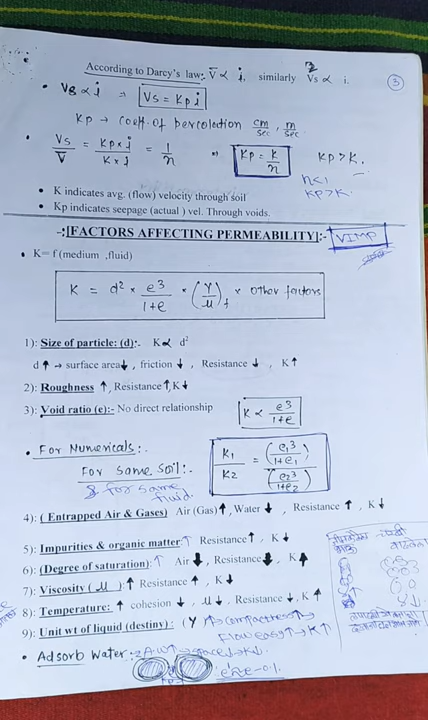 3
According to Darcy's law:- V̄ ∝ i, similarly Vs ∝ i.
• Vs ∝ i ⇒ Vs = Kp i
Kp → Coeff. of percolation cm/sec, m/sec.
• Vs/V̄ = Kp × i / K × i = 1/n ⇒ Kp = K/n Kp > K.
n<1
Kp > K.
• K indicates avg. (flow) velocity through soil
• Kp indicates seepage (actual) vel. Through voids.
-:[FACTORS AFFECTING PERMEABILITY]:- V.IMP
• K= f (medium ,fluid)
K = d² × e³/1+e × (γ/μ)f × other factors
1): Size of particle: (d):- K ∝ d²
d ↑ → surface area↓, friction ↓ , Resistance ↓ , K↑
2): Roughness ↑, Resistance↑, K↓
3): Void ratio (e):- No direct relationship K ∝ e³/1+e
• For Numericals:-
For same soil:-
& for same fluid.
K1/K2 = (e1³/1+e1)/(e2³/1+e2)
4): ( Entrapped Air & Gases) Air (Gas)↑, Water ↓ , Resistance ↑ , K↓
5): Impurities & organic matter:↑ Resistance↑, K↓
6): (Degree of saturation):↑ Air ↓, Resistance↓, K↑
7): Viscosity (μ):↑ Resistance ↑ , K↓
8): Temperature: ↑ cohesion ↓, μ↓, Resistance↓, K↑
9): Unit wt of liquid (destiny): (γ)
Flow easy↑→ K↑
• Adsorb Water:-